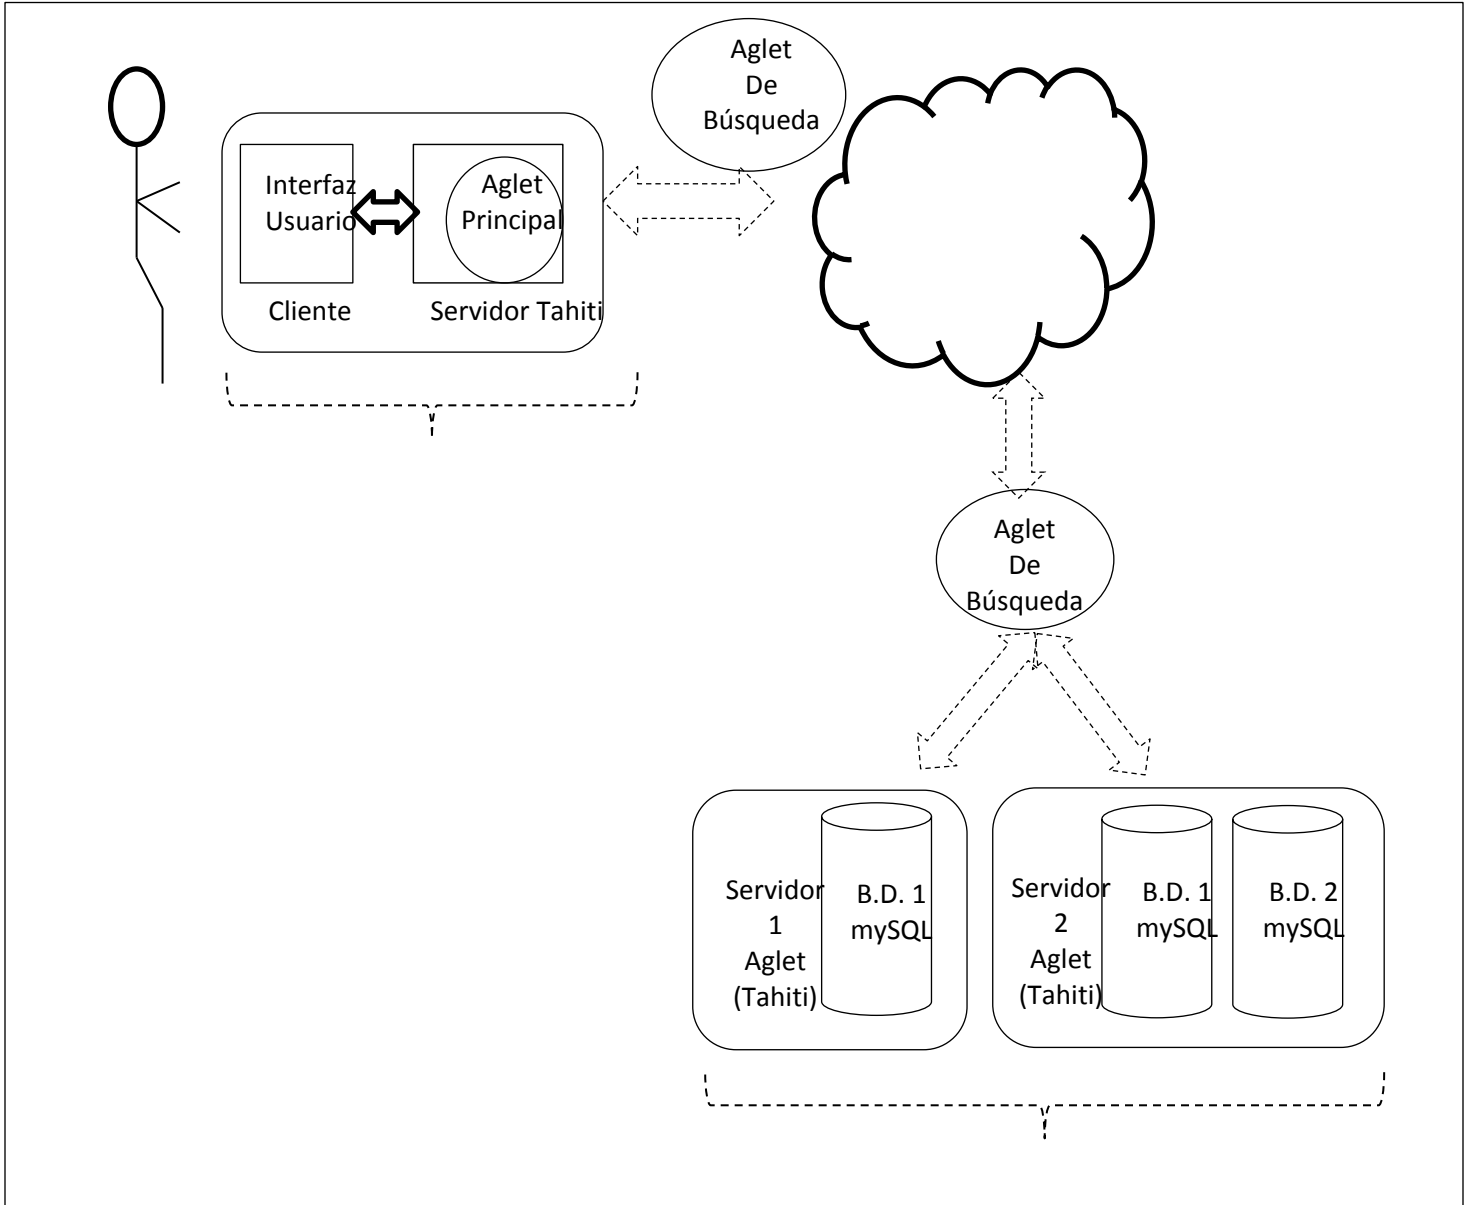 Aglet
De
Búsqueda
Interfaz
Usuario
Aglet
Principal
Cliente
Servidor Tahiti
Aglet
De
Búsqueda
Servidor
1
Aglet
(Tahiti)
B.D. 1
mySQL
Servidor
2
Aglet
(Tahiti)
B.D. 1
mySQL
B.D. 2
mySQL